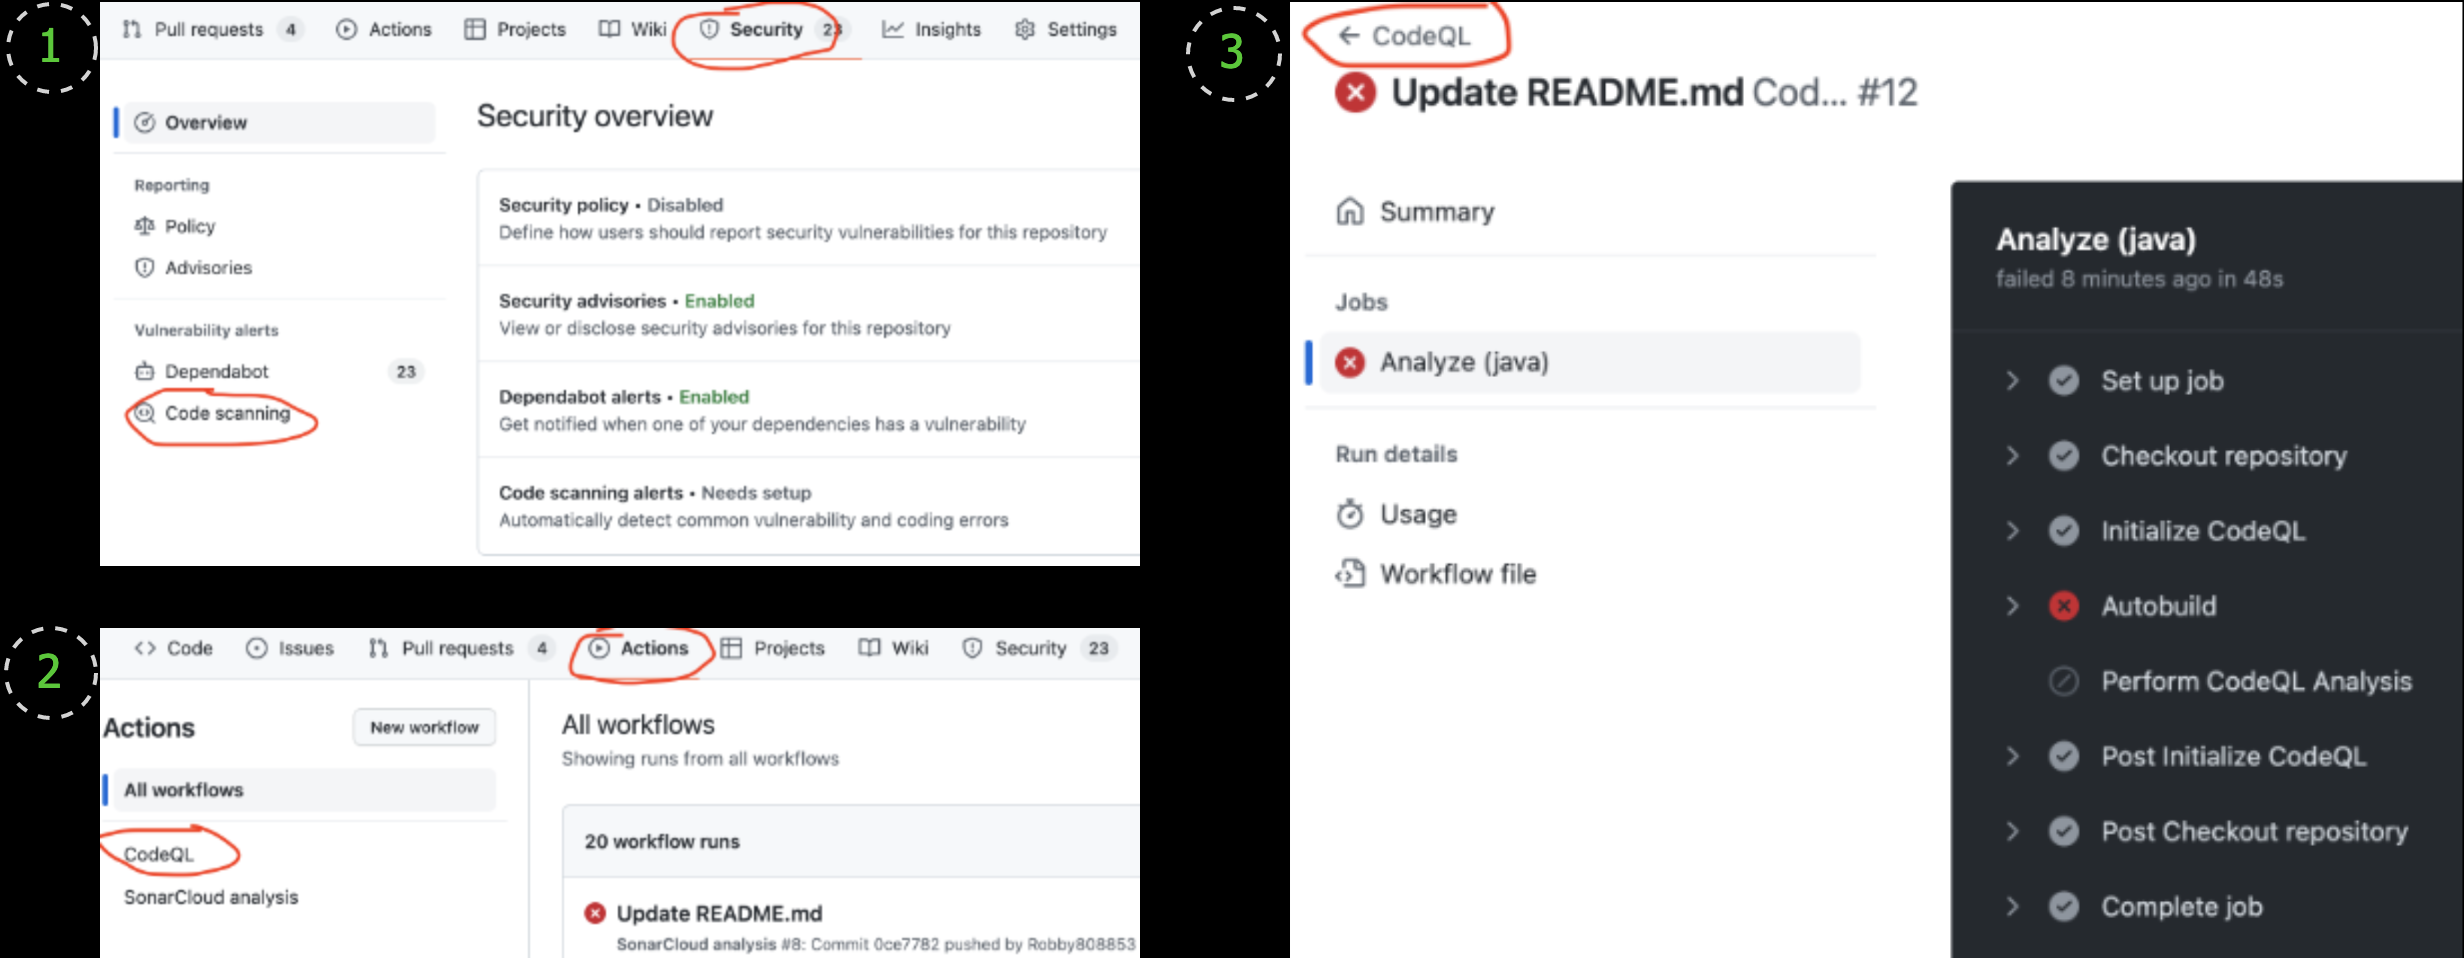 1
Pull requests 4 Actions Projects Wiki Security 23 Insights Settings
Overview
Reporting
Policy
Advisories
Vulnerability alerts
Dependabot 23
Code scanning
Security overview
Security policy • Disabled
Define how users should report security vulnerabilities for this repository
Security advisories • Enabled
View or disclose security advisories for this repository
Dependabot alerts • Enabled
Get notified when one of your dependencies has a vulnerability
Code scanning alerts • Needs setup
Automatically detect common vulnerability and coding errors
2
Code Issues Pull requests 4 Actions Projects Wiki Security 23
Actions New workflow
All workflows
CodeQL
SonarCloud analysis
All workflows
Showing runs from all workflows
20 workflow runs
Update README.md
SonarCloud analysis #8: Commit 0ce7782 pushed by Robby808853
3
← CodeQL
Update README.md Cod... #12
Summary
Jobs
Analyze (java)
Run details
Usage
Workflow file
Analyze (java)
failed 8 minutes ago in 48s
Set up job
Checkout repository
Initialize CodeQL
Autobuild
Perform CodeQL Analysis
Post Initialize CodeQL
Post Checkout repository
Complete job